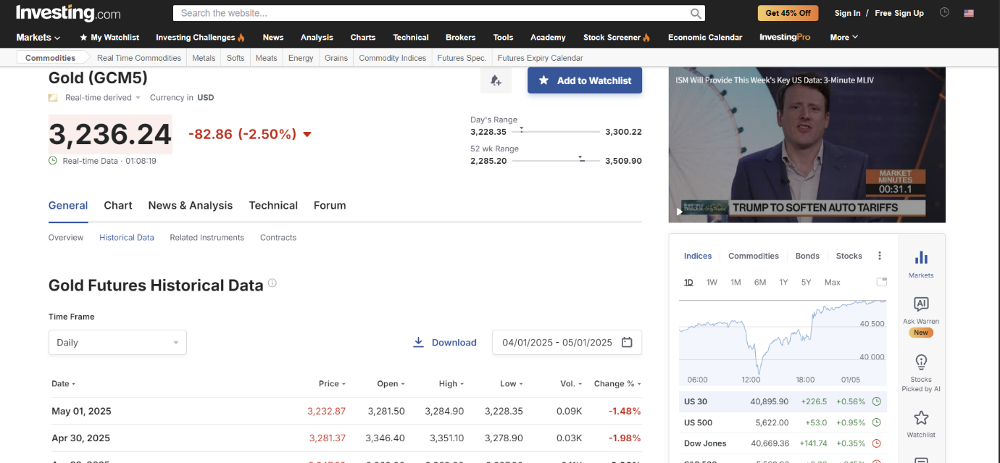 Investing.com
Search the website...
Get 45% Off
Sign In / Free Sign Up
Markets
My Watchlist
Investing Challenges
News
Analysis
Charts
Technical
Brokers
Tools
Academy
Stock Screener
Economic Calendar
InvestingPro
More
Commodities
Real Time Commodities
Metals
Softs
Meats
Energy
Grains
Commodity Indices
Futures Spec.
Futures Expiry Calendar
Gold (GCM5)
Add to Watchlist
Real-time derived
Currency in USD
3,236.24 -82.86 (-2.50%)
Real-time Data · 01:08:19
Day's Range
3,228.35 3,300.22
52 wk Range
2,285.20 3,509.90
ISM Will Provide This Week's Key US Data: 3-Minute MLIV
MARKET
MINUTES
00:31.1
TRUMP TO SOFTEN AUTO TARIFFS
General
Chart
News & Analysis
Technical
Forum
Overview
Historical Data
Related Instruments
Contracts
Gold Futures Historical Data
Time Frame
Daily
Download
04/01/2025 - 05/01/2025
Date Price Open High Low Vol. Change %
May 01, 2025 3,232.87 3,281.50 3,284.90 3,228.35 0.09K -1.48%
Apr 30, 2025 3,281.37 3,346.40 3,351.10 3,278.90 0.03K -1.98%
Indices
Commodities
Bonds
Stocks
1D 1W 1M 6M 1Y 5Y Max
40 500
40 000
06:00 12:00 18:00 01/05
US 30 40,895.90 +226.5 +0.56%
US 500 5,622.00 +53.0 +0.95%
Dow Jones 40,669.36 +141.74 +0.35%
Markets
AI
Ask Warren
New
Stocks
Picked by AI
Watchlist